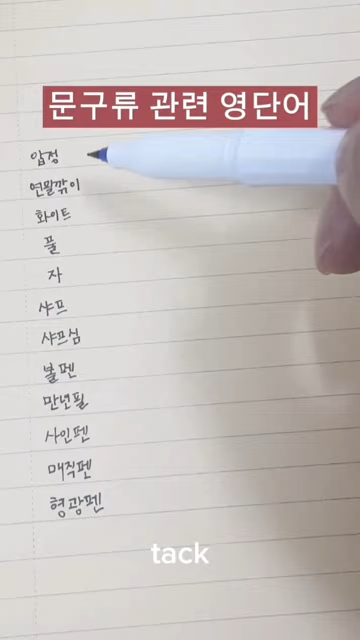 문구류 관련 영단어
압정
연필깎이
화이트
풀
자
샤프
샤프심
볼펜
만년필
사인펜
매직펜
형광펜
tack